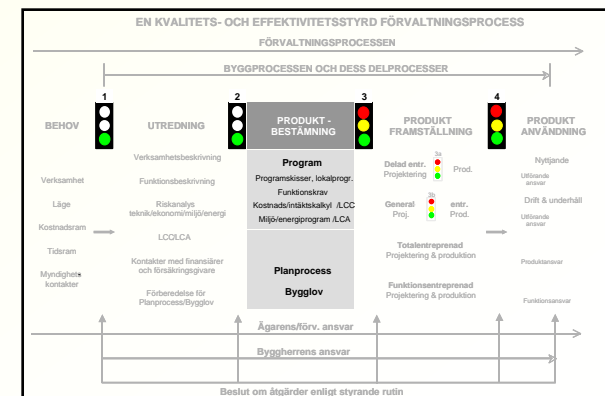 EN KVALITETS- OCH EFFEKTIVITETSSTYRD FÖRVALTNINGSPROCESS
FÖRVALTNINGSPROCESSEN
BYGGPROCESSEN OCH DESS DELPROCESSER
1
2
3
4
BEHOV
UTREDNING
PRODUKT -
BESTÄMNING
PRODUKT
FRAMSTÄLLNING
PRODUKT
ANVÄNDNING
Verksamhet
Läge
Kostnadsram
Tidsram
Myndighets
kontakter
Verksamhetsbeskrivning
Funktionsbeskrivning
Riskanalys
teknik/ekonomi/miljö/energi
LCC/LCA
Kontakter med finansiärer
och försäkringsgivare
Förberedelse för
Planprocess/Bygglov
Program
Programskisser, lokalprogr.
Funktionskrav
Kostnads/intäktskalkyl /LCC
Miljö/energiprogram /LCA
Planprocess
Bygglov
Delad entr.
Projektering
3a
Prod.
General
Proj.
3b
entr.
Prod.
Totalentreprenad
Projektering & produktion
Funktionsentreprenad
Projektering & produktion
Nyttjande
Utförande
ansvar
Drift & underhåll
Utförande
ansvar
Produktansvar
Funktionsansvar
Ägarens/förv. ansvar
Byggherrens ansvar
Beslut om åtgärder enligt styrande rutin